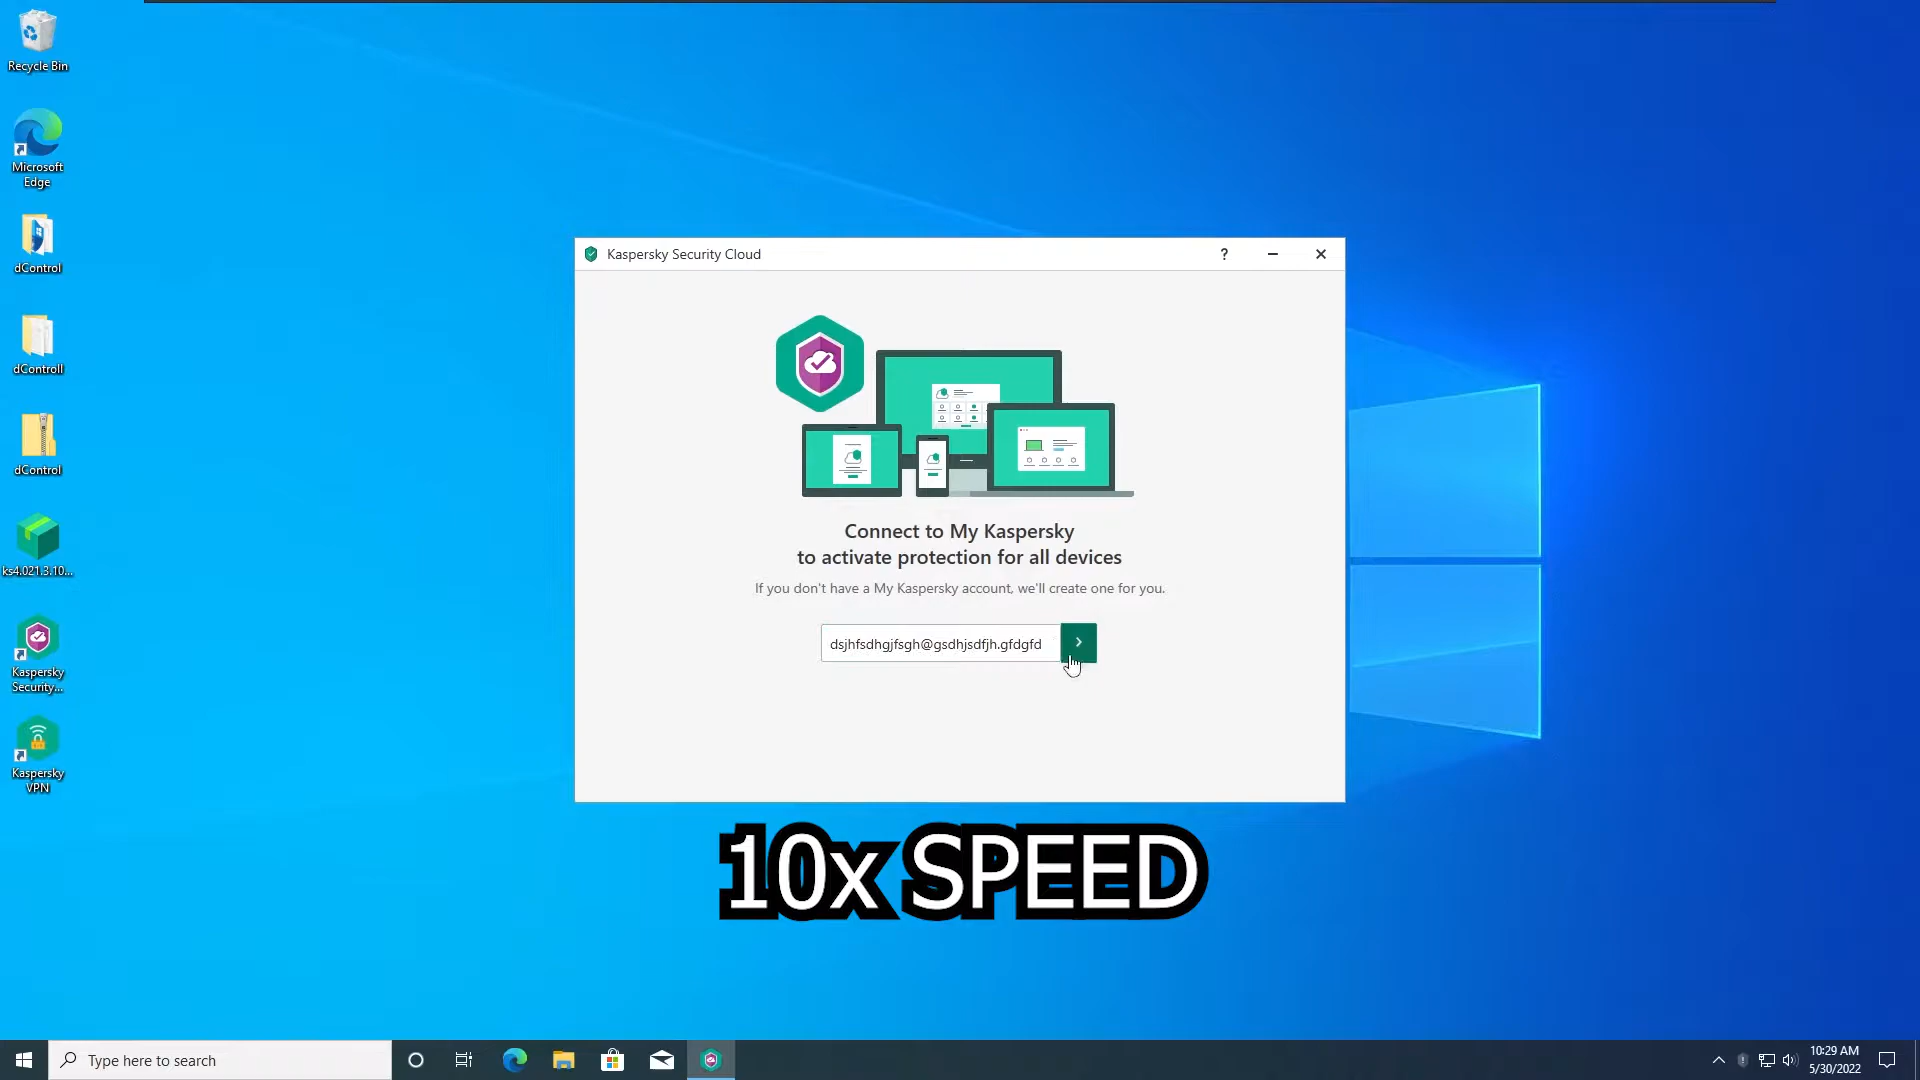 Recycle Bin
Microsoft
Edge
dControl
dControll
dControl
ks4.021.3.10...
Kaspersky
Security...
Kaspersky
VPN
Kaspersky Security Cloud
Connect to My Kaspersky
to activate protection for all devices
If you don't have a My Kaspersky account, we'll create one for you.
dsjhfsdhgjfsgh@gsdhjsdfjh.gfdgfd
10x SPEED
Type here to search
10:29 AM
5/30/2022